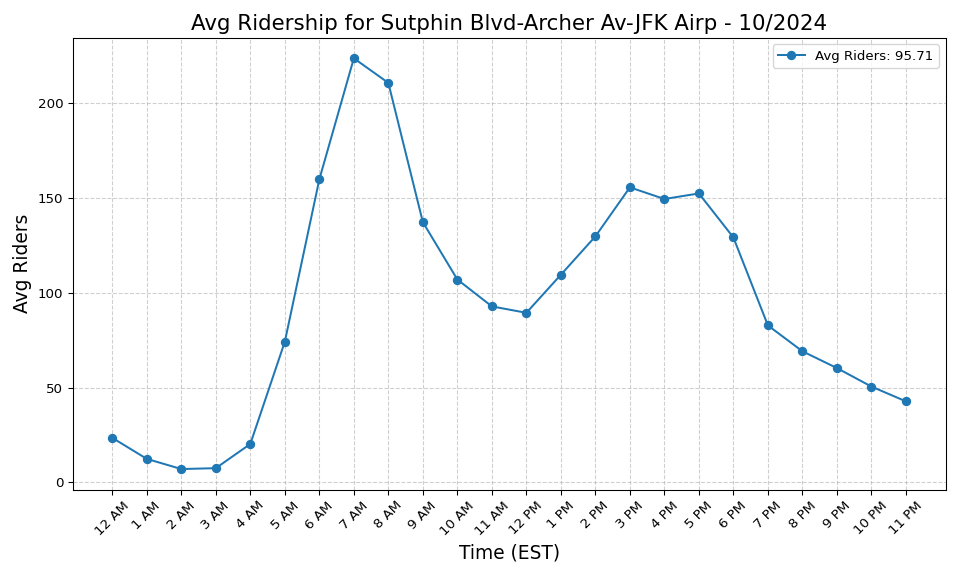 Avg Ridership for Sutphin Blvd-Archer Av-JFK Airp - 10/2024
Avg Riders: 95.71
Avg Riders
200
150
100
50
0
12 AM
1 AM
2 AM
3 AM
4 AM
5 AM
6 AM
7 AM
8 AM
9 AM
10 AM
11 AM
12 PM
1 PM
2 PM
3 PM
4 PM
5 PM
6 PM
7 PM
8 PM
9 PM
10 PM
11 PM
Time (EST)